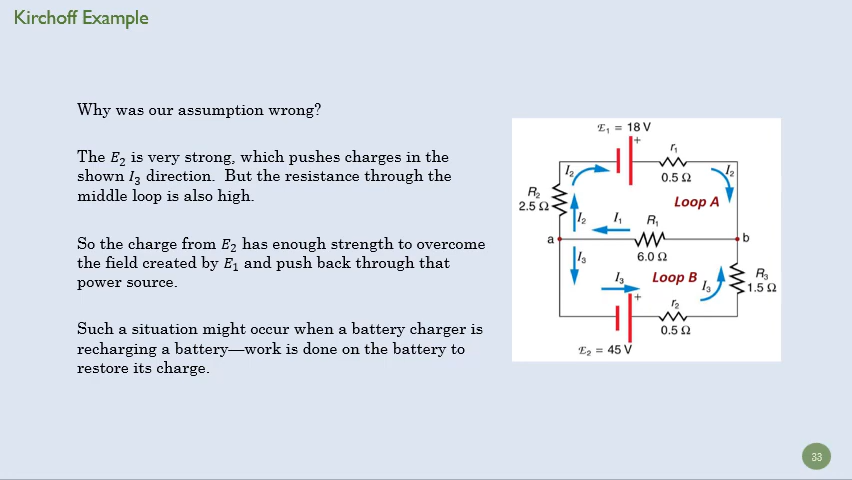 Kirchoff Example
Why was our assumption wrong?
The E₂ is very strong, which pushes charges in the
shown I₃ direction. But the resistance through the
middle loop is also high.
So the charge from E₂ has enough strength to overcome
the field created by E₁ and push back through that
power source.
Such a situation might occur when a battery charger is
recharging a battery—work is done on the battery to
restore its charge.
ℰ₁ = 18 V
+
r₁
I₂
I₂
0.5 Ω
R₂
2.5 Ω
Loop A
I₂
I₁
R₁
a
b
6.0 Ω
I₃
I₃
Loop B
I₃
R₃
1.5 Ω
+
r₂
0.5 Ω
ℰ₂ = 45 V
33